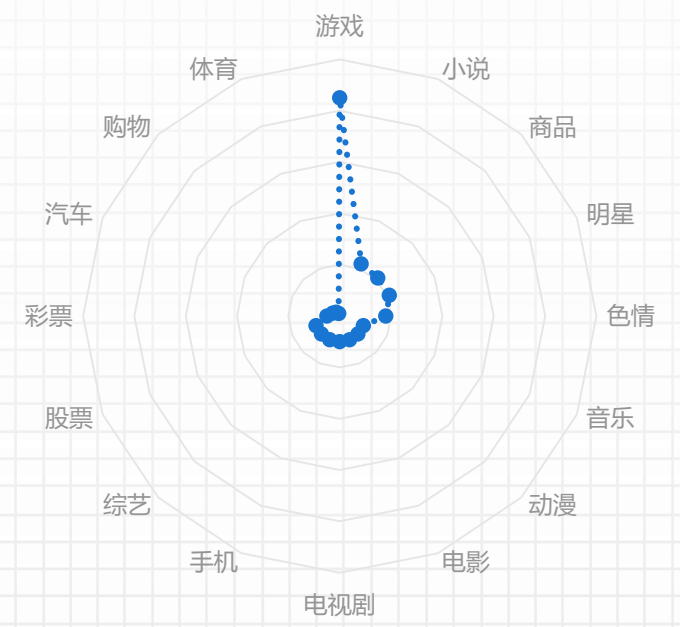 游戏
体育
小说
购物
商品
汽车
明星
彩票
色情
股票
音乐
综艺
动漫
手机
电影
电视剧